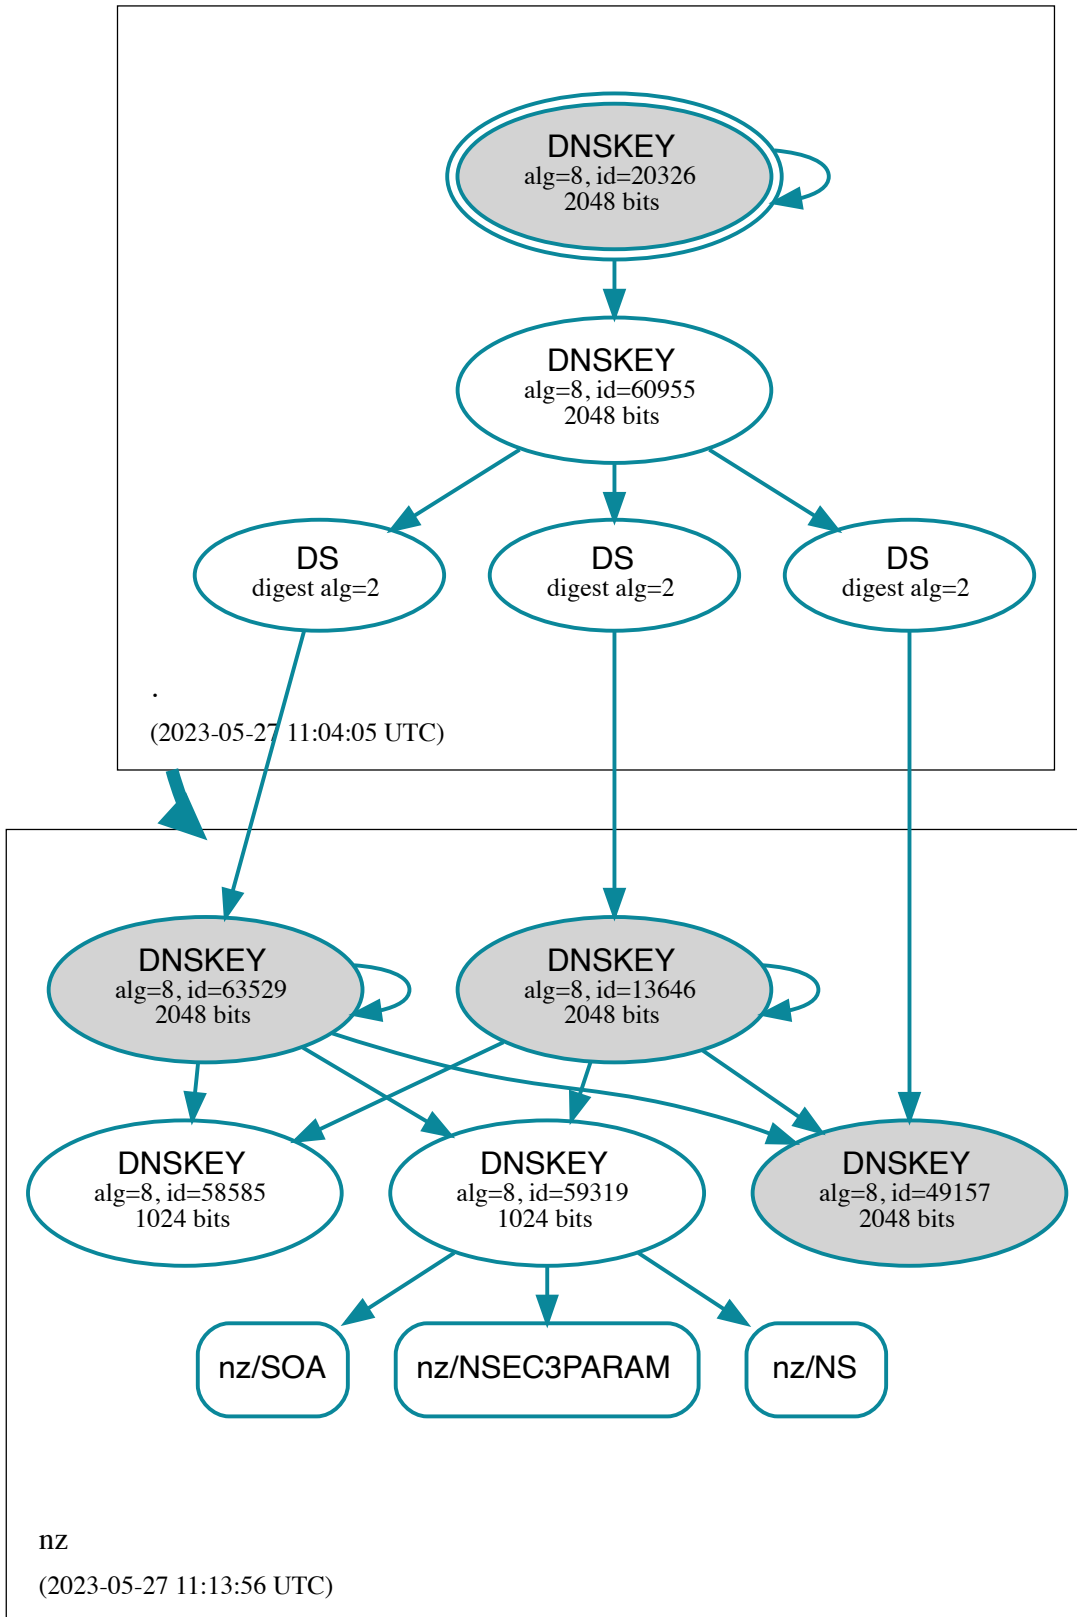 DNSKEY
alg=8, id=20326
2048 bits
DNSKEY
alg=8, id=60955
2048 bits
DS
digest alg=2
DS
digest alg=2
DS
digest alg=2
.
(2023-05-27 11:04:05 UTC)
DNSKEY
alg=8, id=63529
2048 bits
DNSKEY
alg=8, id=13646
2048 bits
DNSKEY
alg=8, id=58585
1024 bits
DNSKEY
alg=8, id=59319
1024 bits
DNSKEY
alg=8, id=49157
2048 bits
nz/SOA
nz/NSEC3PARAM
nz/NS
nz
(2023-05-27 11:13:56 UTC)